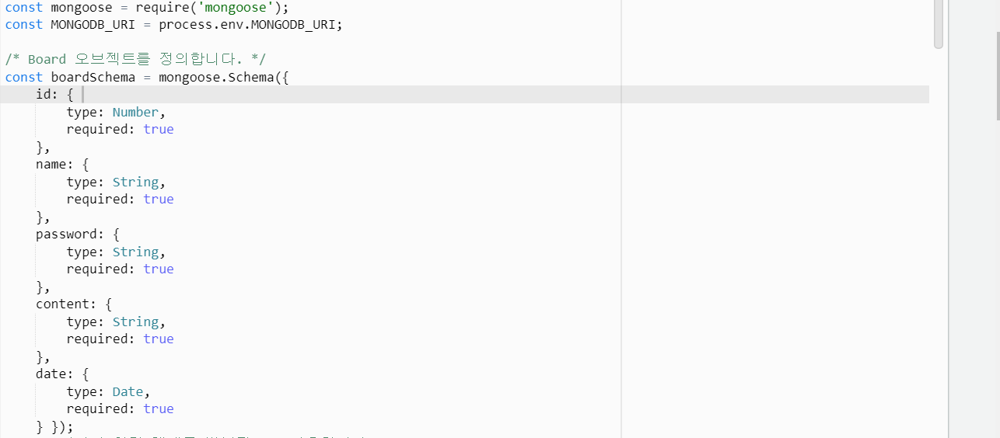 const mongoose = require('mongoose');
const MONGODB_URI = process.env.MONGODB_URI;
/* Board 오브젝트를 정의합니다. */
const boardSchema = mongoose.Schema({
    id: {
        type: Number,
        required: true
    },
    name: {
        type: String,
        required: true
    },
    password: {
        type: String,
        required: true
    },
    content: {
        type: String,
        required: true
    },
    date: {
        type: Date,
        required: true
    } });